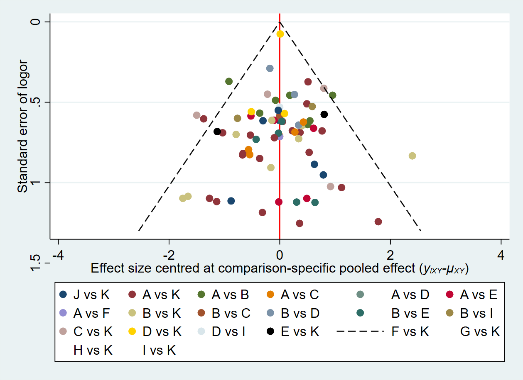 0
.5
1
1.5
Standard error of logor
-4 -2 0 2 4
Effect size centred at comparison-specific pooled effect (yiXY-μXY)
J vs K A vs K A vs B A vs C A vs D A vs E
A vs F B vs K B vs C B vs D B vs E B vs I
C vs K D vs K D vs I E vs K F vs K G vs K
H vs K I vs K